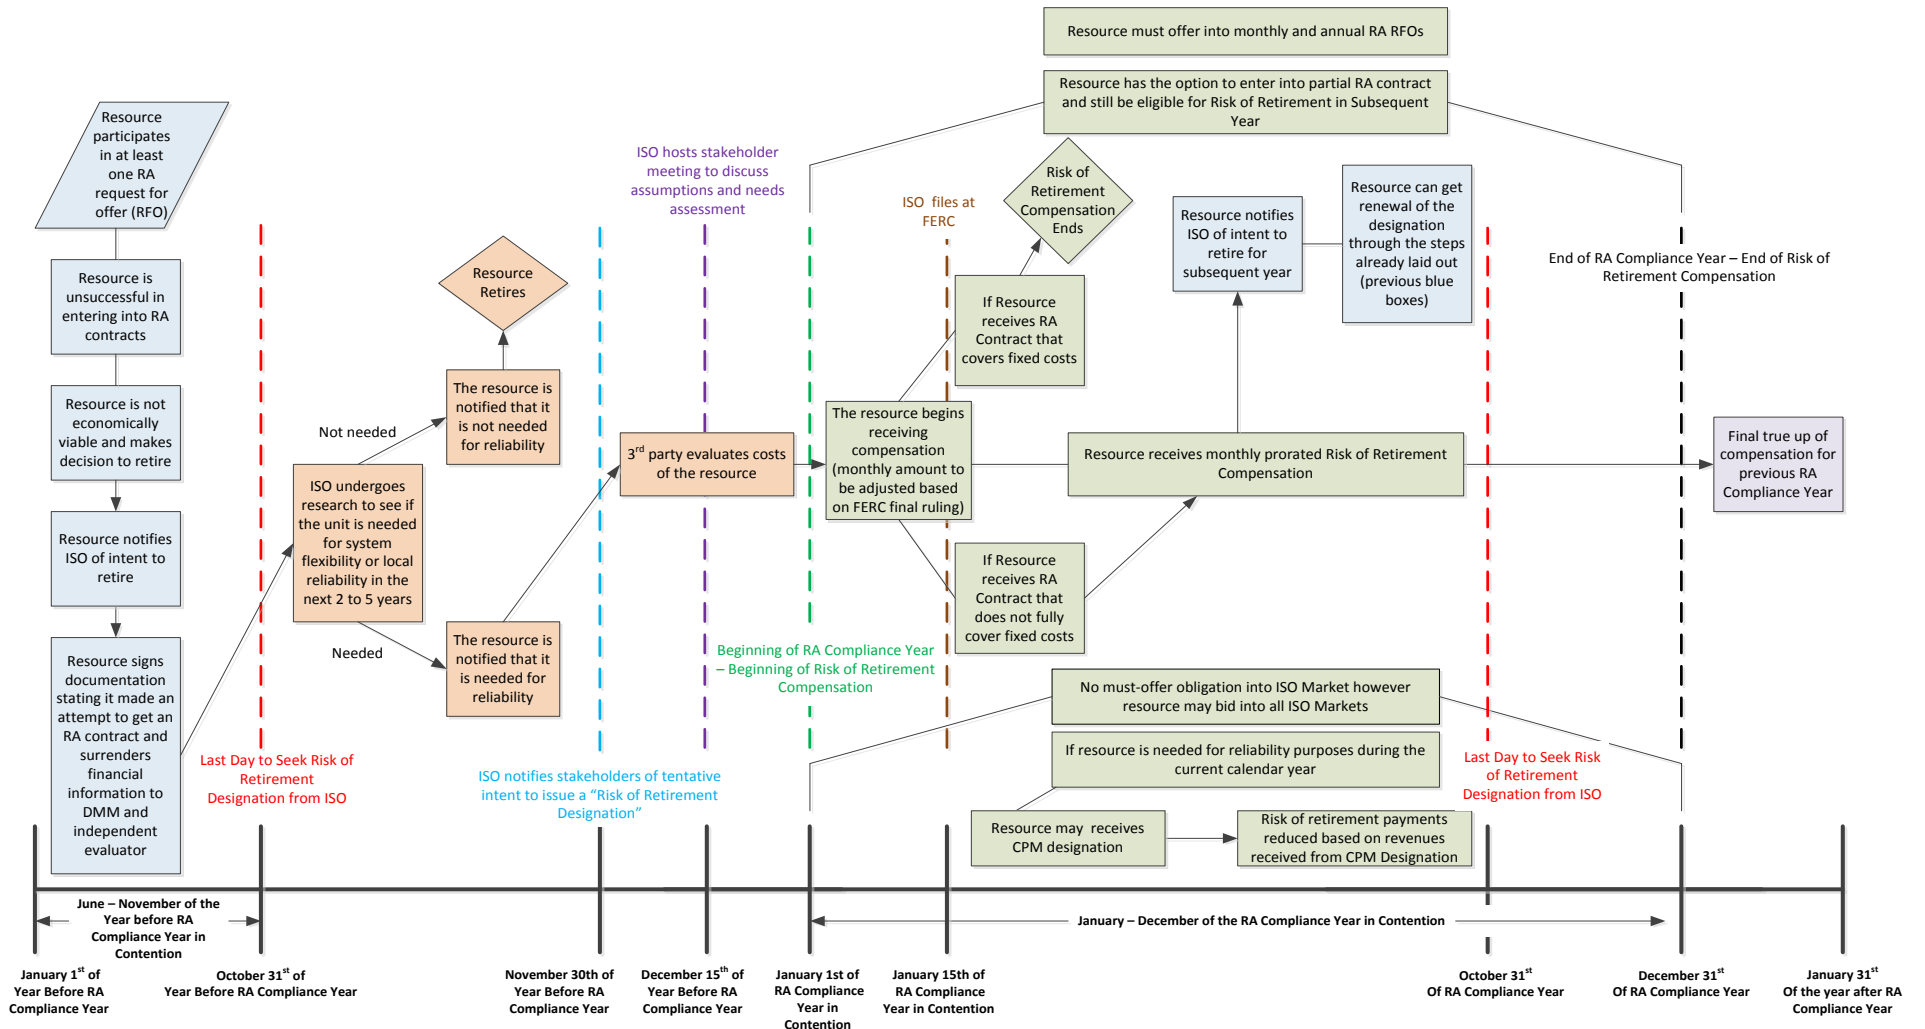 Resource must offer into monthly and annual RA RFOs
Resource has the option to enter into partial RA contract
and still be eligible for Risk of Retirement in Subsequent
Year
Resource
participates
in at least
one RA
request for
offer (RFO)
Resource is
unsuccessful in
entering into RA
contracts
Resource is not
economically
viable and makes
decision to retire
Resource notifies
ISO of intent to
retire
Resource signs
documentation
stating it made an
attempt to get an
RA contract and
surrenders
financial
information to
DMM and
independent
evaluator
Last Day to Seek Risk of
Retirement
Designation from ISO
ISO undergoes
research to see if
the unit is needed
for system
flexibility or local
reliability in the
next 2 to 5 years
Not needed
Needed
Resource
Retires
The resource is
notified that it
is not needed
for reliability
The resource is
notified that it
is needed for
reliability
ISO notifies stakeholders of tentative
intent to issue a “Risk of Retirement
Designation”
ISO hosts stakeholder
meeting to discuss
assumptions and needs
assessment
3rd party evaluates costs
of the resource
Beginning of RA Compliance Year
– Beginning of Risk of Retirement
Compensation
The resource begins
receiving
compensation
(monthly amount to
be adjusted based
on FERC final ruling)
ISO files at
FERC
Risk of
Retirement
Compensation
Ends
If Resource
receives RA
Contract that
covers fixed costs
If Resource
receives RA
Contract that
does not fully
cover fixed costs
Resource receives monthly prorated Risk of Retirement
Compensation
Resource notifies
ISO of intent to
retire for
subsequent year
Resource can get
renewal of the
designation
through the steps
already laid out
(previous blue
boxes)
End of RA Compliance Year – End of Risk of
Retirement Compensation
Final true up of
compensation for
previous RA
Compliance Year
No must-offer obligation into ISO Market however
resource may bid into all ISO Markets
If resource is needed for reliability purposes during the
current calendar year
Resource may receives
CPM designation
Risk of retirement payments
reduced based on revenues
received from CPM Designation
Last Day to Seek Risk
of Retirement
Designation from ISO
June – November of the
Year before RA
Compliance Year in
Contention
January – December of the RA Compliance Year in Contention
January 1st of
Year Before RA
Compliance Year
October 31st of
Year Before RA Compliance Year
November 30th of
Year Before RA
Compliance Year
December 15th of
Year Before RA
Compliance Year
January 1st of
RA Compliance
Year in
Contention
January 15th of
RA Compliance
Year in Contention
October 31st
Of RA Compliance Year
December 31st
Of RA Compliance Year
January 31st
Of the year after RA
Compliance Year